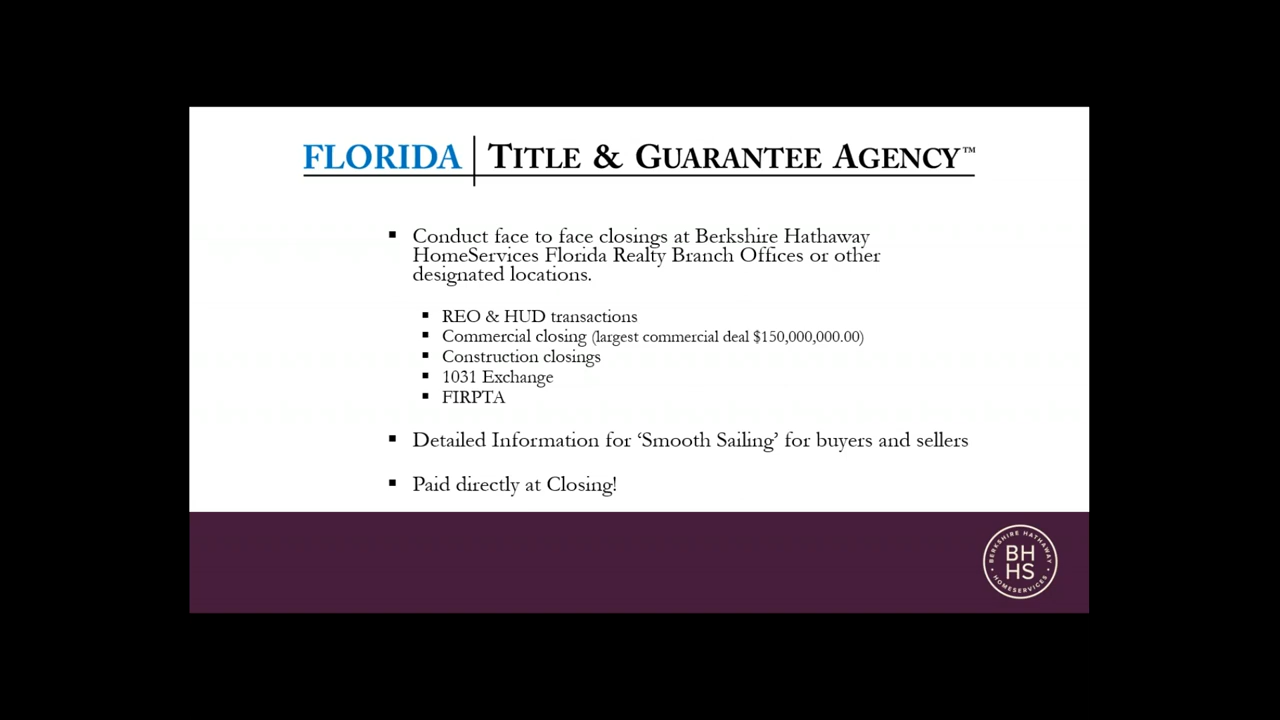 FLORIDA | TITLE & GUARANTEE AGENCY™
▪ Conduct face to face closings at Berkshire Hathaway
HomeServices Florida Realty Branch Offices or other
designated locations.
▪ REO & HUD transactions
▪ Commercial closing (largest commercial deal $150,000,000.00)
▪ Construction closings
▪ 1031 Exchange
▪ FIRPTA
▪ Detailed Information for ‘Smooth Sailing’ for buyers and sellers
▪ Paid directly at Closing!
BERKSHIRE HATHAWAY
BH
HS
HOMESERVICES